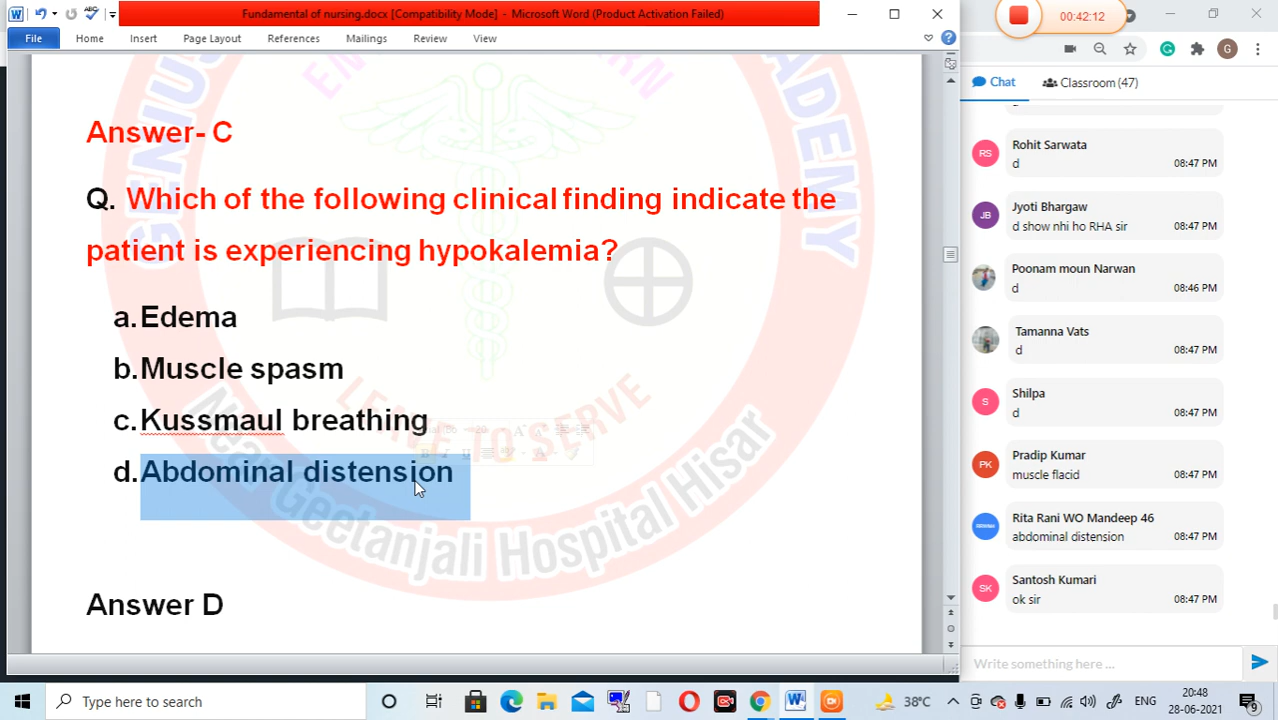 Fundamental of nursing.docx [Compatibility Mode] - Microsoft Word (Product Activation Failed)
File Home Insert Page Layout References Mailings Review View
Answer- C
Q. Which of the following clinical finding indicate the
patient is experiencing hypokalemia?
a. Edema
b. Muscle spasm
c. Kussmaul breathing
d. Abdominal distension
Answer D
LEARNE TO SERVE
Geetanjali Hospital Hisar
00:42:12
G
Chat Classroom (47)
RS Rohit Sarwata
d 08:47 PM
JB Jyoti Bhargaw
d show nhi ho RHA sir 08:47 PM
Poonam moun Narwan
d 08:46 PM
Tamanna Vats
d 08:47 PM
S Shilpa
d 08:47 PM
PK Pradip Kumar
muscle flacid 08:47 PM
Rita Rani WO Mandeep 46
abdominal distension 08:47 PM
SK Santosh Kumari
ok sir 08:47 PM
Write something here ...
Type here to search
38°C ENG 20:48
28-06-2021